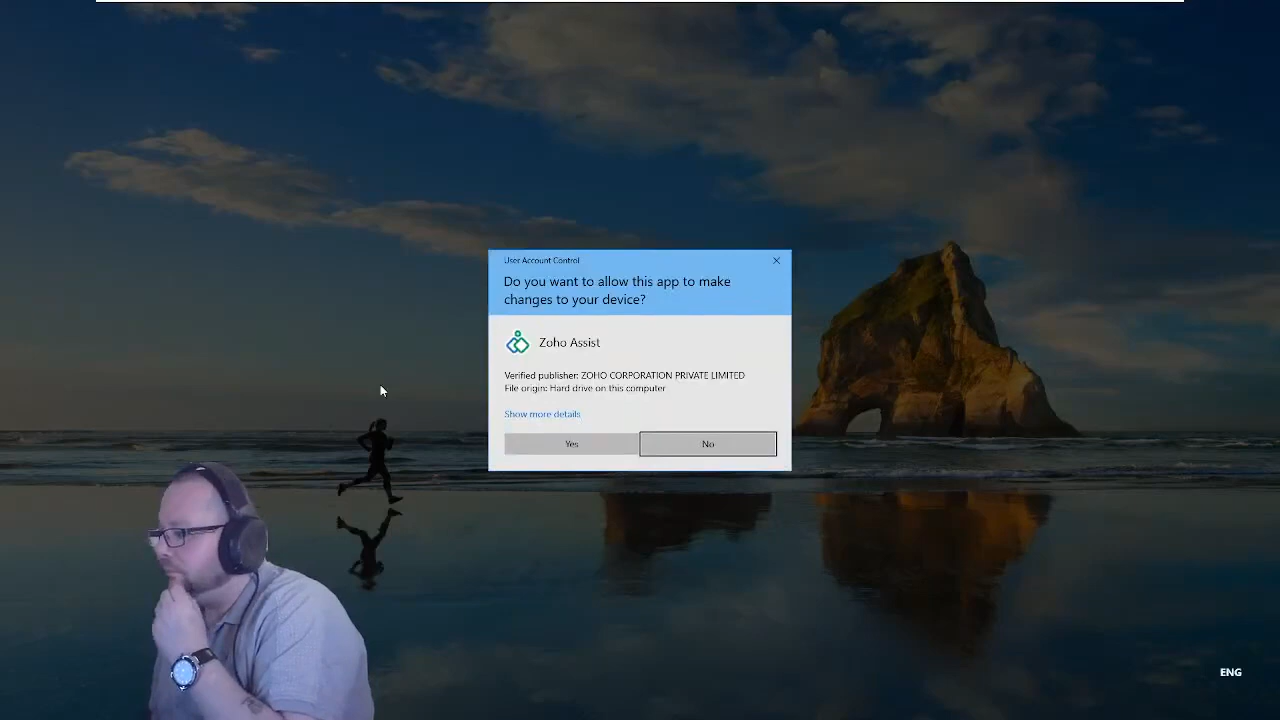 User Account Control
Do you want to allow this app to make
changes to your device?
Zoho Assist
Verified publisher: ZOHO CORPORATION PRIVATE LIMITED
File origin: Hard drive on this computer
Show more details
Yes
No
ENG